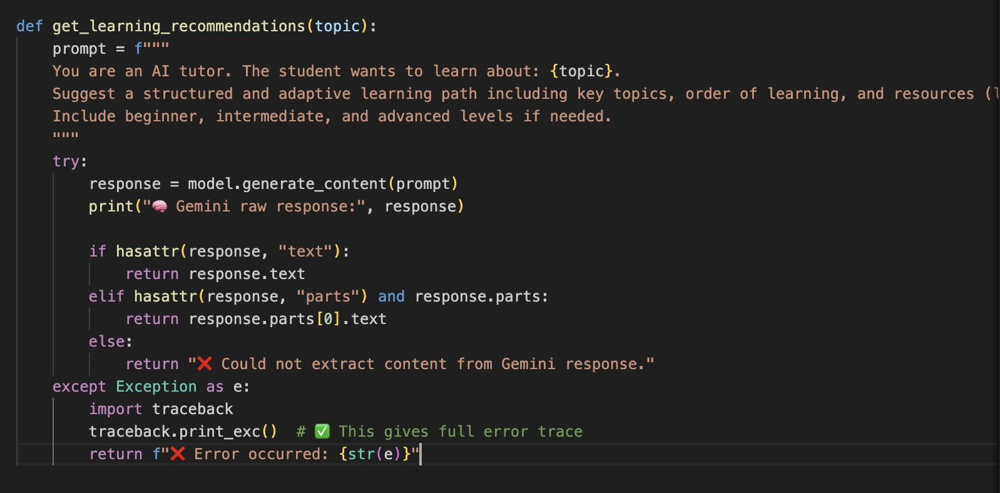 def get_learning_recommendations(topic):
    prompt = f"""
    You are an AI tutor. The student wants to learn about: {topic}.
    Suggest a structured and adaptive learning path including key topics, order of learning, and resources (
    Include beginner, intermediate, and advanced levels if needed.
    """
    try:
        response = model.generate_content(prompt)
        print("🧠 Gemini raw response:", response)

        if hasattr(response, "text"):
            return response.text
        elif hasattr(response, "parts") and response.parts:
            return response.parts[0].text
        else:
            return "❌ Could not extract content from Gemini response."
    except Exception as e:
        import traceback
        traceback.print_exc()  # ✅ This gives full error trace
        return f"❌ Error occurred: {str(e)}"